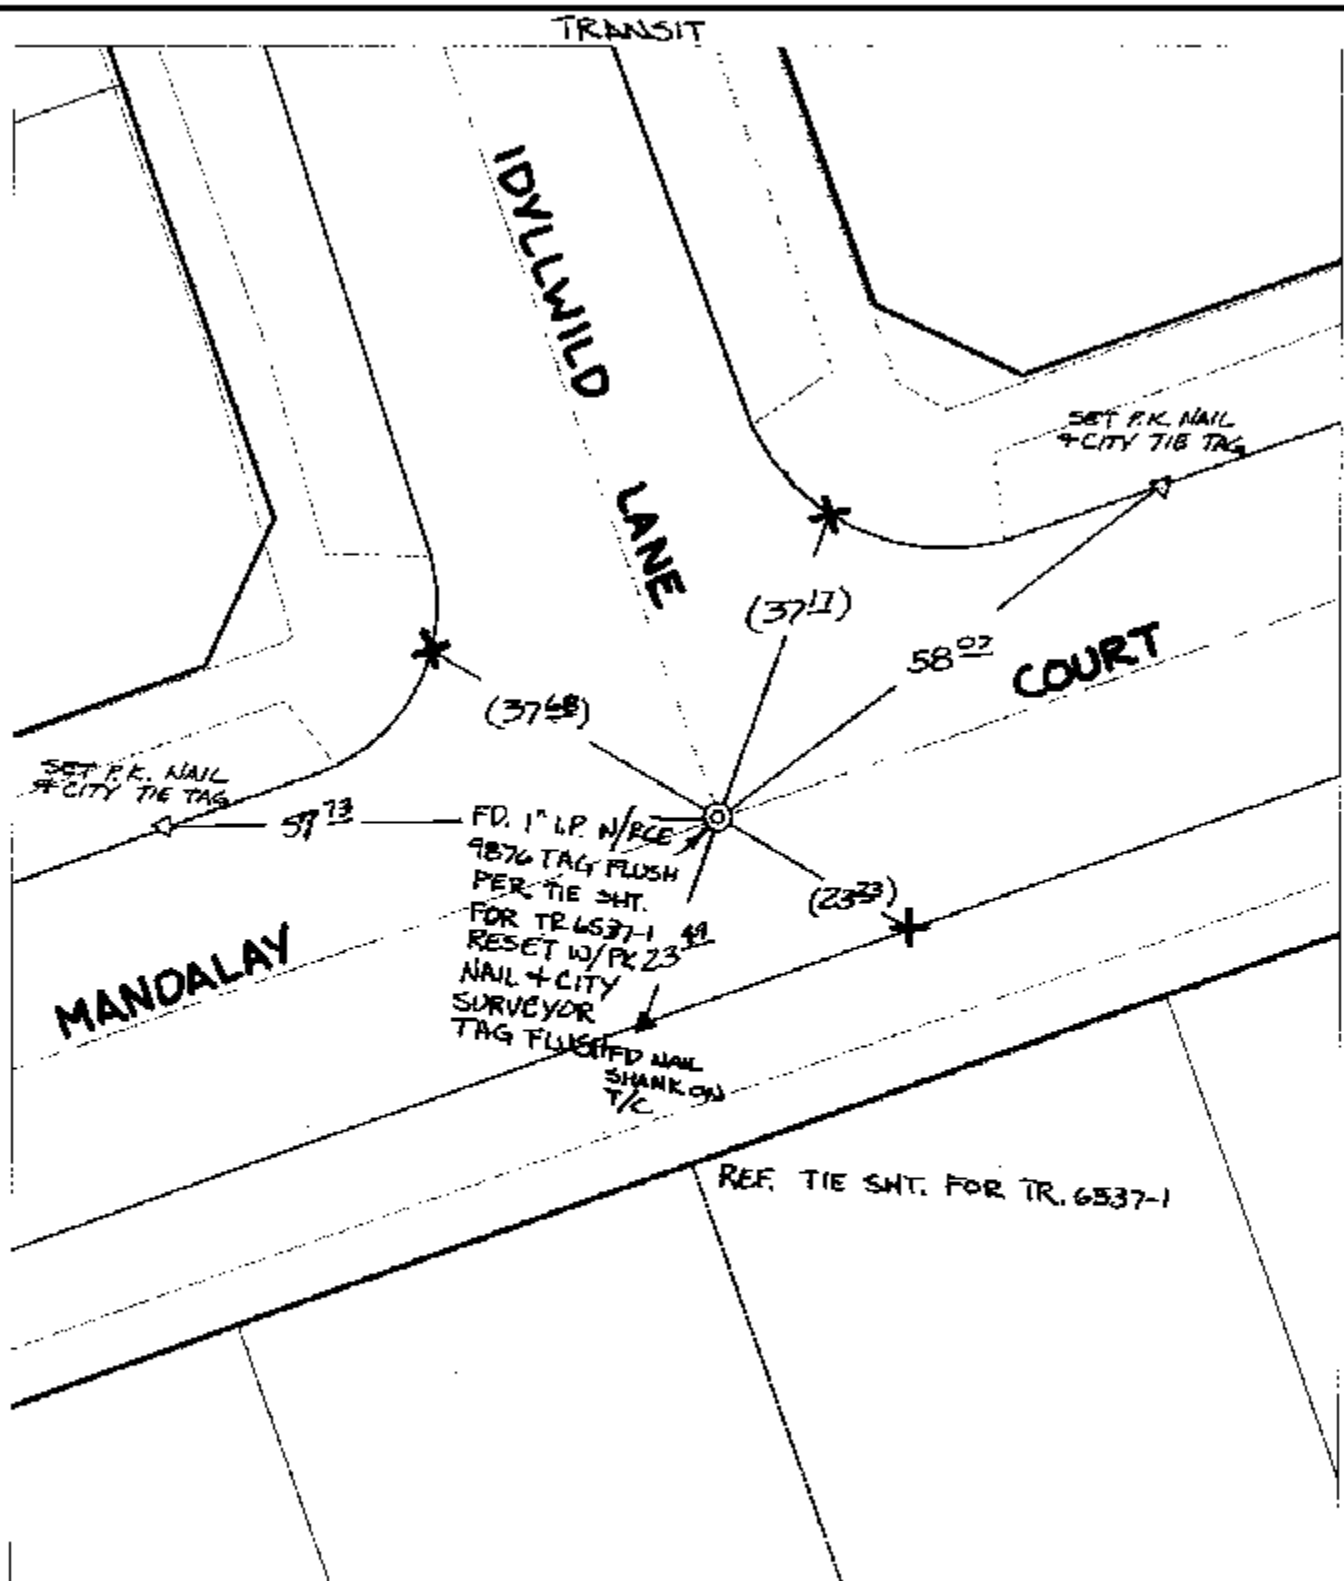 TRANSIT
IDYLLWILD
LANE
SET P.K. NAIL
& CITY TIE TAG
(37 17)
58 07
COURT
(37 68)
SET P.K. NAIL
& CITY TIE TAG
57 73
FD. 1" I.P. W/RCE
9876 TAG FLUSH
PER TIE SHT.
FOR TR 6537-1
RESET W/PK
NAIL & CITY
SURVEYOR
TAG FLUSH
(23 23)
23 49
MANDALAY
FD NAIL
SHANK ON
T/C
REF. TIE SHT. FOR TR. 6537-1